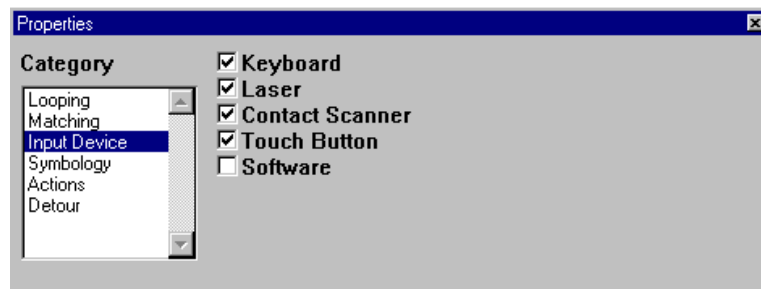 Properties
Category
Looping
Matching
Input Device
Symbology
Actions
Detour
Keyboard
Laser
Contact Scanner
Touch Button
Software